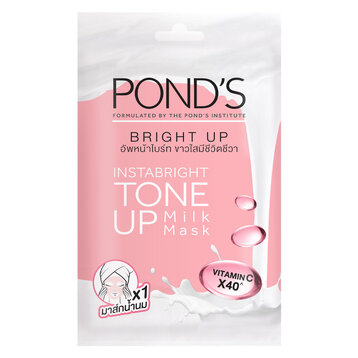 POND'S
FORMULATED BY THE POND'S INSTITUTE
BRIGHT UP
อัพหน้าไบร์ท ขาวใสมีชีวิตชีวา
INSTABRIGHT
TONE
UP Milk
Mask
VITAMIN C
X40^
x1
มาส์กน้ำนม